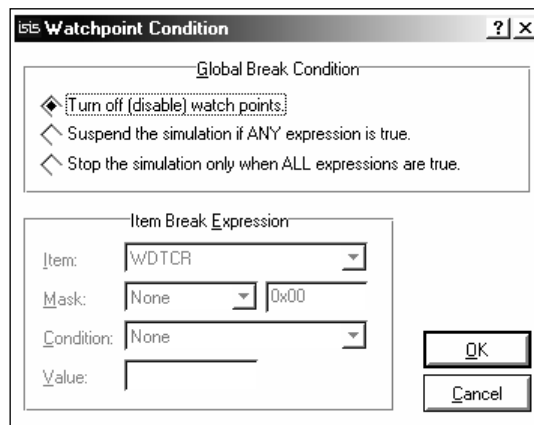 isis Watchpoint Condition
? ×
Global Break Condition
Turn off (disable) watch points.
Suspend the simulation if ANY expression is true.
Stop the simulation only when ALL expressions are true.
Item Break Expression
Item: WDTCR
Mask: None 0x00
Condition: None
Value:
OK
Cancel